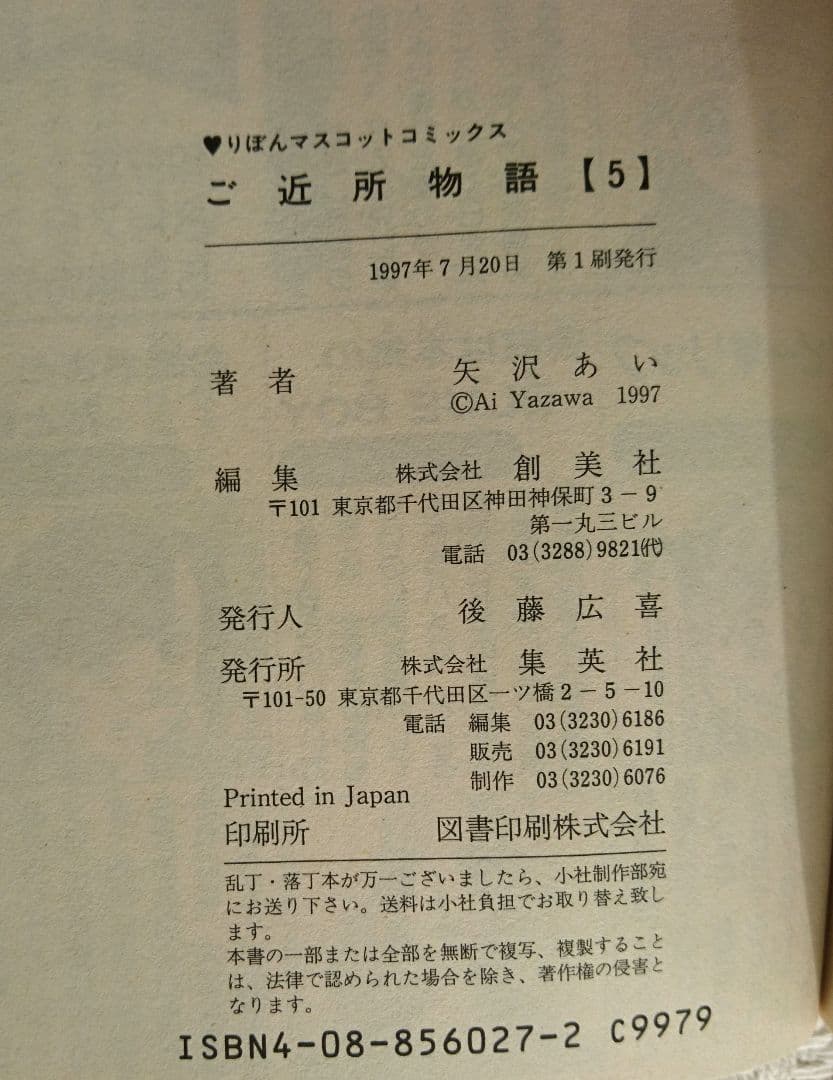 ♥りぼんマスコットコミックス
ご近所物語【5】
1997年7月20日 第1刷発行
著者 矢沢あい
©Ai Yazawa 1997
編集 株式会社 創美社
〒101 東京都千代田区神田神保町3-9
第一丸三ビル
電話 03(3288)9821(代)
発行人 後藤広喜
発行所 株式会社 集英社
〒101-50 東京都千代田区一ツ橋2-5-10
電話 編集 03(3230)6186
販売 03(3230)6191
制作 03(3230)6076
Printed in Japan
印刷所 図書印刷株式会社
乱丁・落丁本が万一ございましたら、小社制作部宛
にお送り下さい。送料は小社負担でお取り替え致し
ます。
本書の一部または全部を無断で複写、複製すること
は、法律で認められた場合を除き、著作権の侵害と
なります。
ISBN4-08-856027-2 C9979